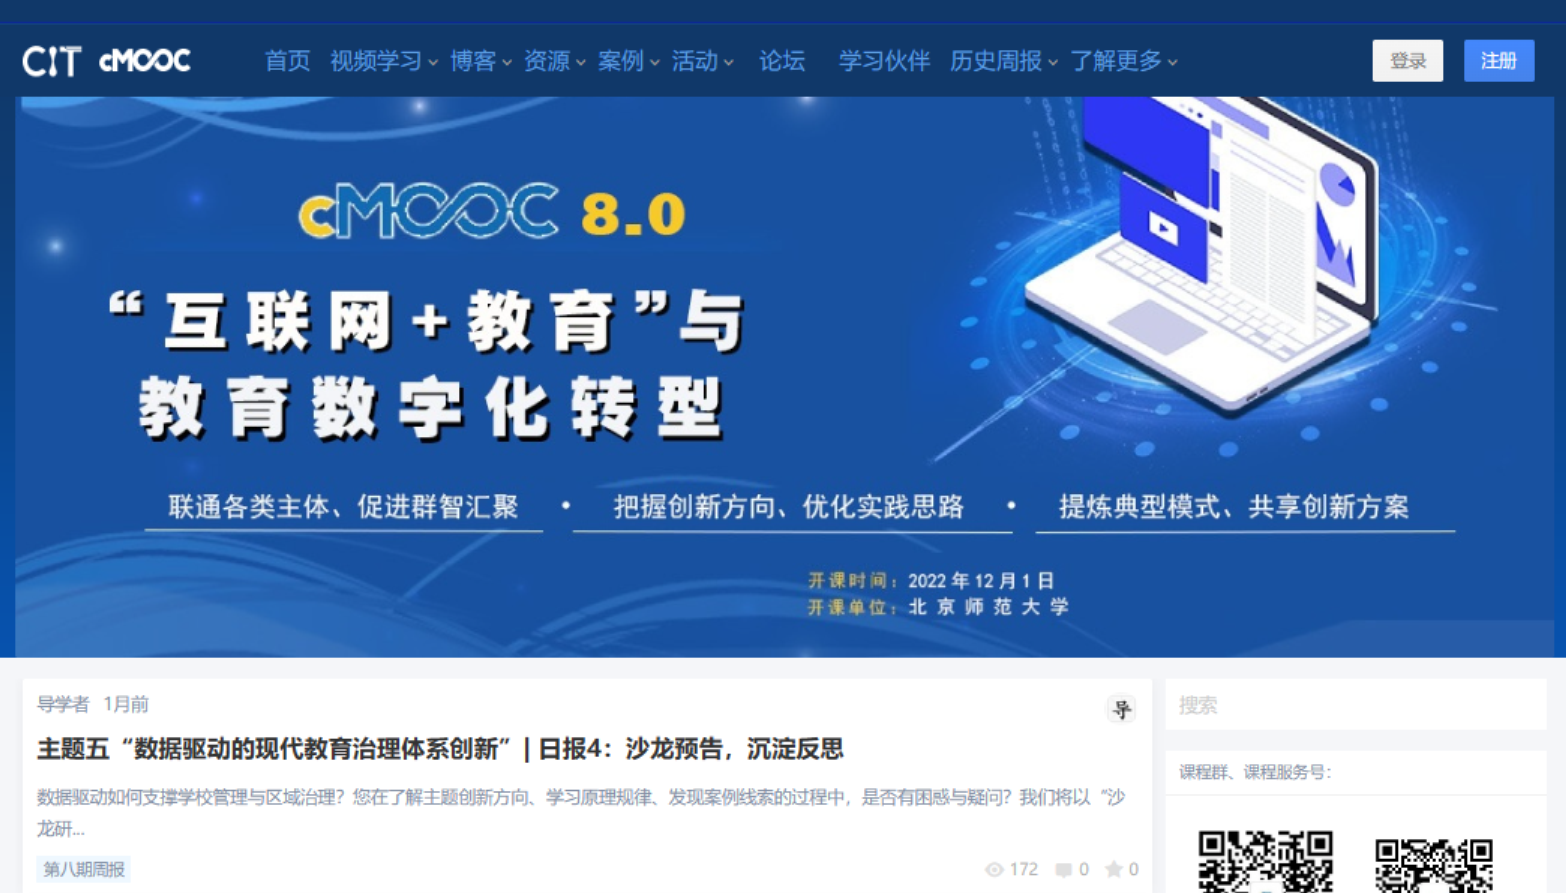 CIT cMOOC 首页 视频学习 博客 资源 案例 活动 论坛 学习伙伴 历史周报 了解更多 登录 注册
cMOOC 8.0
“互联网+教育”与
教育数字化转型
联通各类主体、促进群智汇聚 • 把握创新方向、优化实践思路 • 提炼典型模式、共享创新方案
开课时间：2022年12月1日
开课单位：北京师范大学
导学者 1月前
导
主题五“数据驱动的现代教育治理体系创新” | 日报4：沙龙预告，沉淀反思
数据驱动如何支撑学校管理与区域治理？您在了解主题创新方向、学习原理规律、发现案例线索的过程中，是否有困惑与疑问？我们将以“沙
龙研...
第八期周报
172 0 0
搜索
课程群、课程服务号：